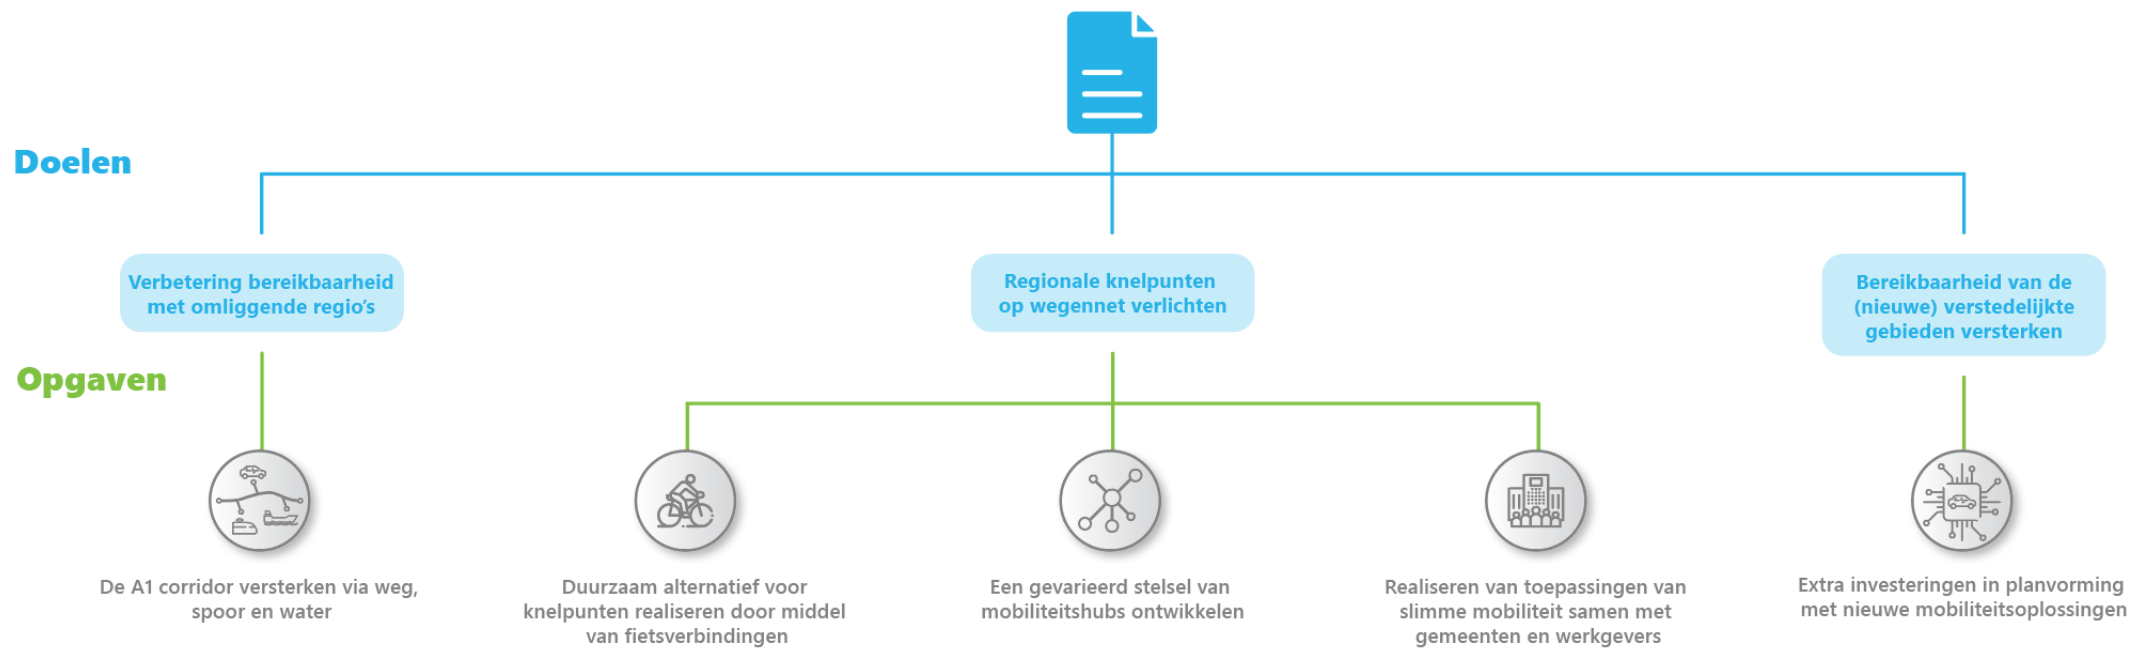 Doelen
Verbetering bereikbaarheid
met omliggende regio's
Regionale knelpunten
op wegennet verlichten
Bereikbaarheid van de
(nieuwe) verstedelijkte
gebieden versterken
Opgaven
De A1 corridor versterken via weg,
spoor en water
Duurzaam alternatief voor
knelpunten realiseren door middel
van fietsverbindingen
Een gevarieerd stelsel van
mobiliteitshubs ontwikkelen
Realiseren van toepassingen van
slimme mobiliteit samen met
gemeenten en werkgevers
Extra investeringen in planvorming
met nieuwe mobiliteitsoplossingen